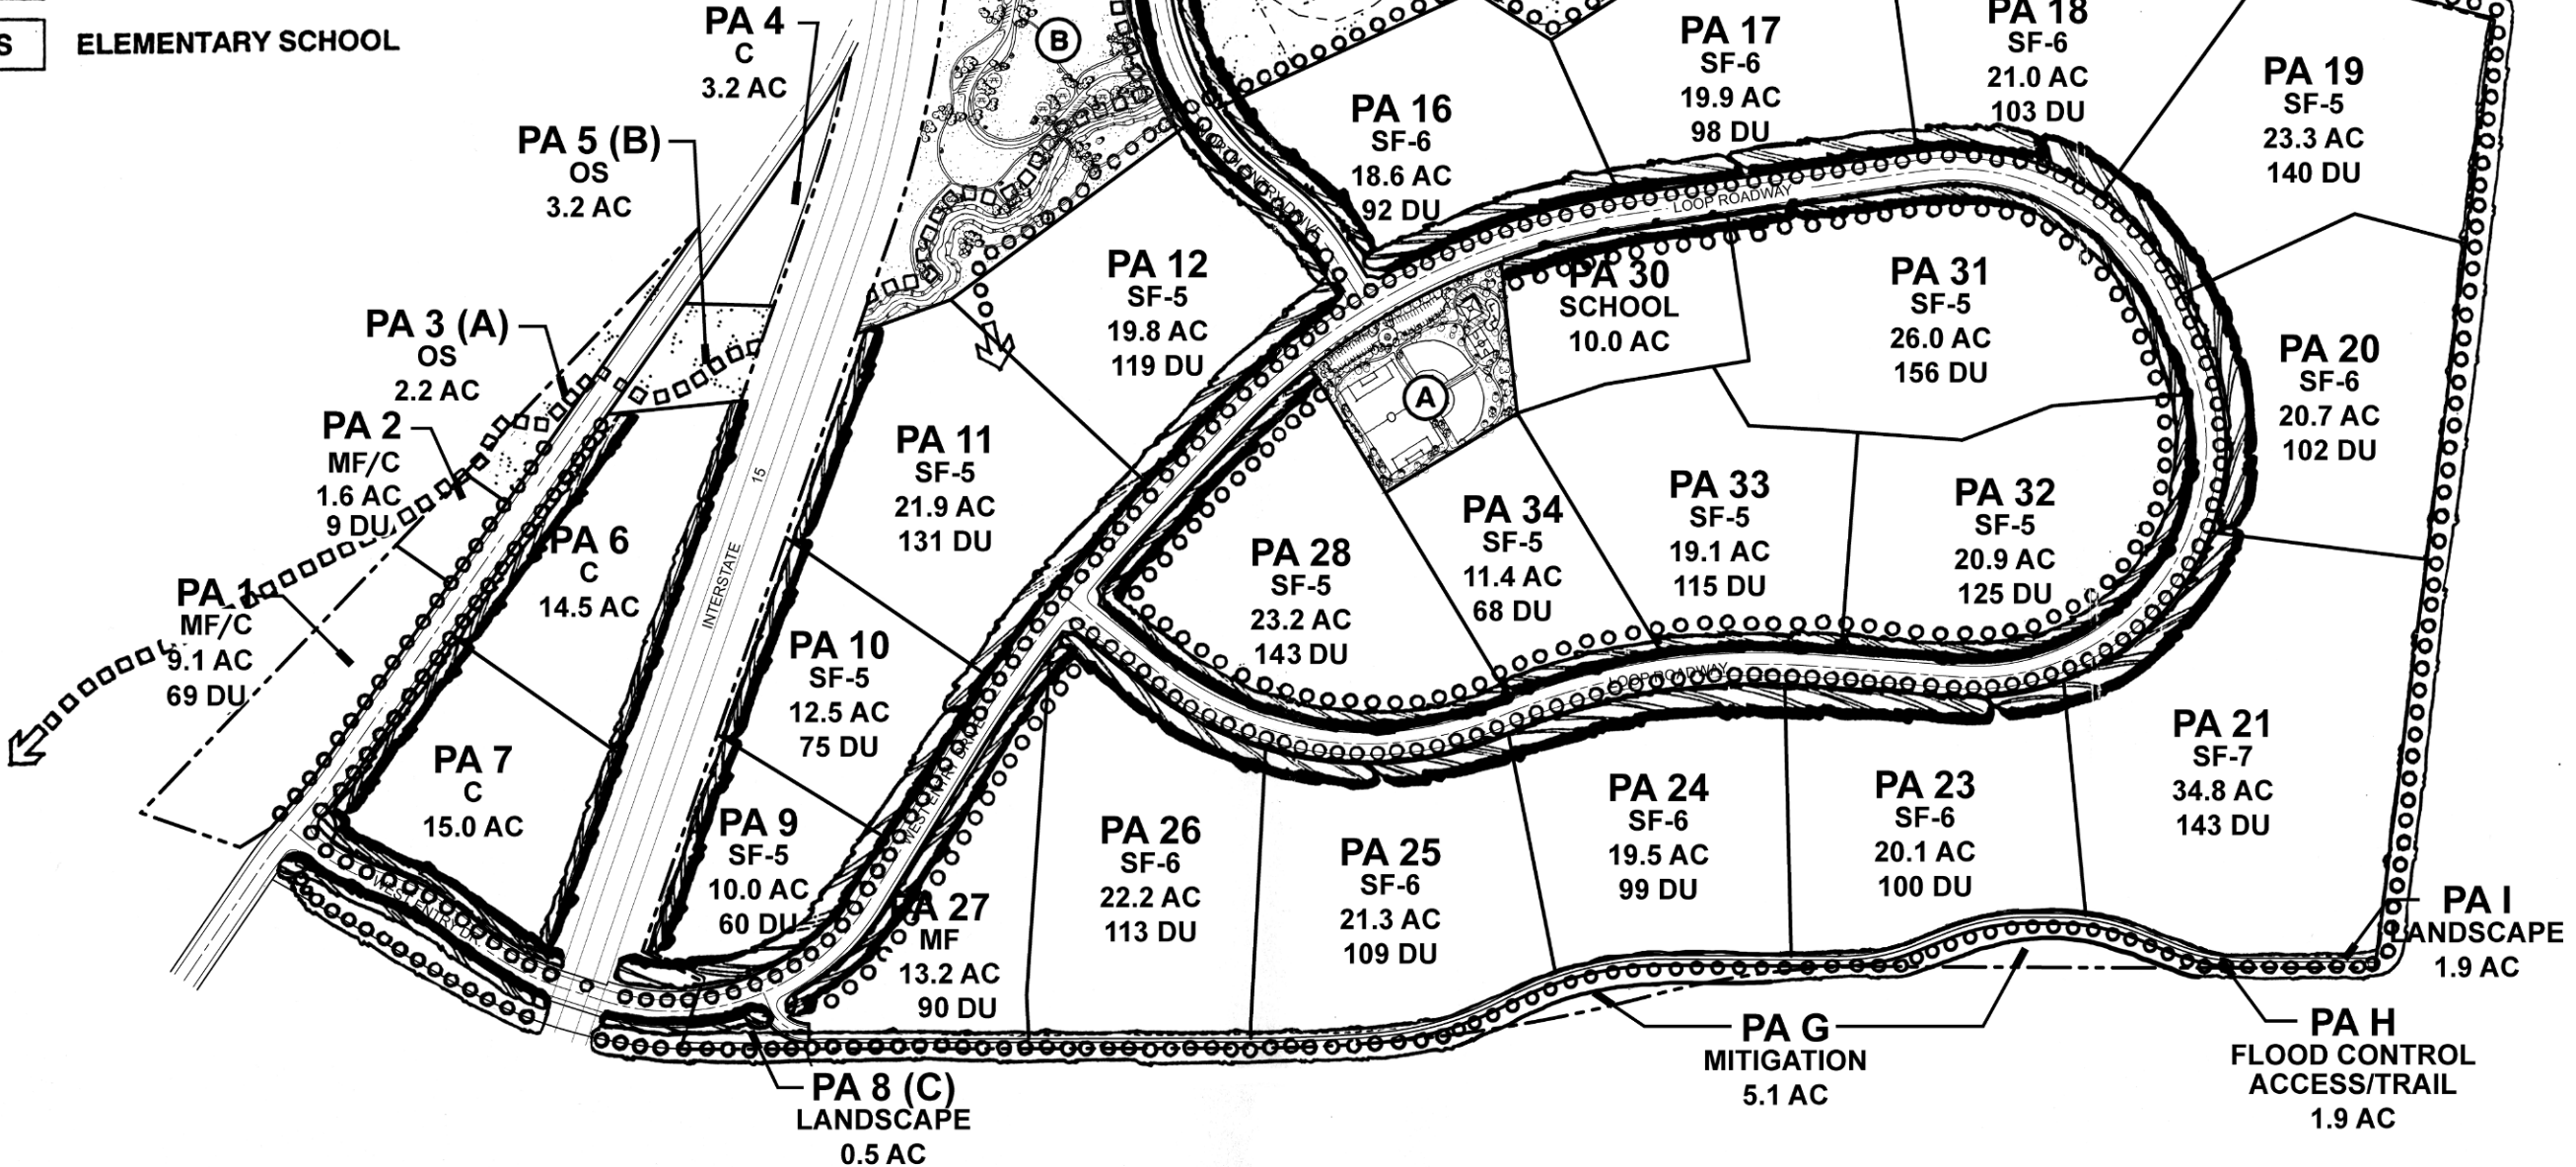 S
ELEMENTARY SCHOOL
PA 4
C
3.2 AC
B
PA 17
SF-6
19.9 AC
98 DU
PA 18
SF-6
21.0 AC
103 DU
PA 19
SF-5
23.3 AC
140 DU
PA 5 (B)
OS
3.2 AC
PA 16
SF-6
18.6 AC
92 DU
LOOP ROADWAY
PA 3 (A)
OS
2.2 AC
PA 12
SF-5
19.8 AC
119 DU
PA 30
SCHOOL
10.0 AC
PA 31
SF-5
26.0 AC
156 DU
PA 20
SF-6
20.7 AC
102 DU
PA 2
MF/C
1.6 AC
9 DU
A
PA 11
SF-5
21.9 AC
131 DU
15
INTERSTATE
PA 6
C
14.5 AC
PA 34
SF-5
11.4 AC
68 DU
PA 33
SF-5
19.1 AC
115 DU
PA 32
SF-5
20.9 AC
125 DU
PA 1
MF/C
9.1 AC
69 DU
PA 28
SF-5
23.2 AC
143 DU
PA 10
SF-5
12.5 AC
75 DU
LOOP ROADWAY
PA 7
C
15.0 AC
PA 21
SF-7
34.8 AC
143 DU
PA 9
SF-5
10.0 AC
60 DU
WEST ENTRY DRIVE
PA 26
SF-6
22.2 AC
113 DU
PA 25
SF-6
21.3 AC
109 DU
PA 24
SF-6
19.5 AC
99 DU
PA 23
SF-6
20.1 AC
100 DU
WEST ENTRY DR.
PA 27
MF
13.2 AC
90 DU
PA I
LANDSCAPE
1.9 AC
PA G
MITIGATION
5.1 AC
PA H
FLOOD CONTROL
ACCESS/TRAIL
1.9 AC
PA 8 (C)
LANDSCAPE
0.5 AC